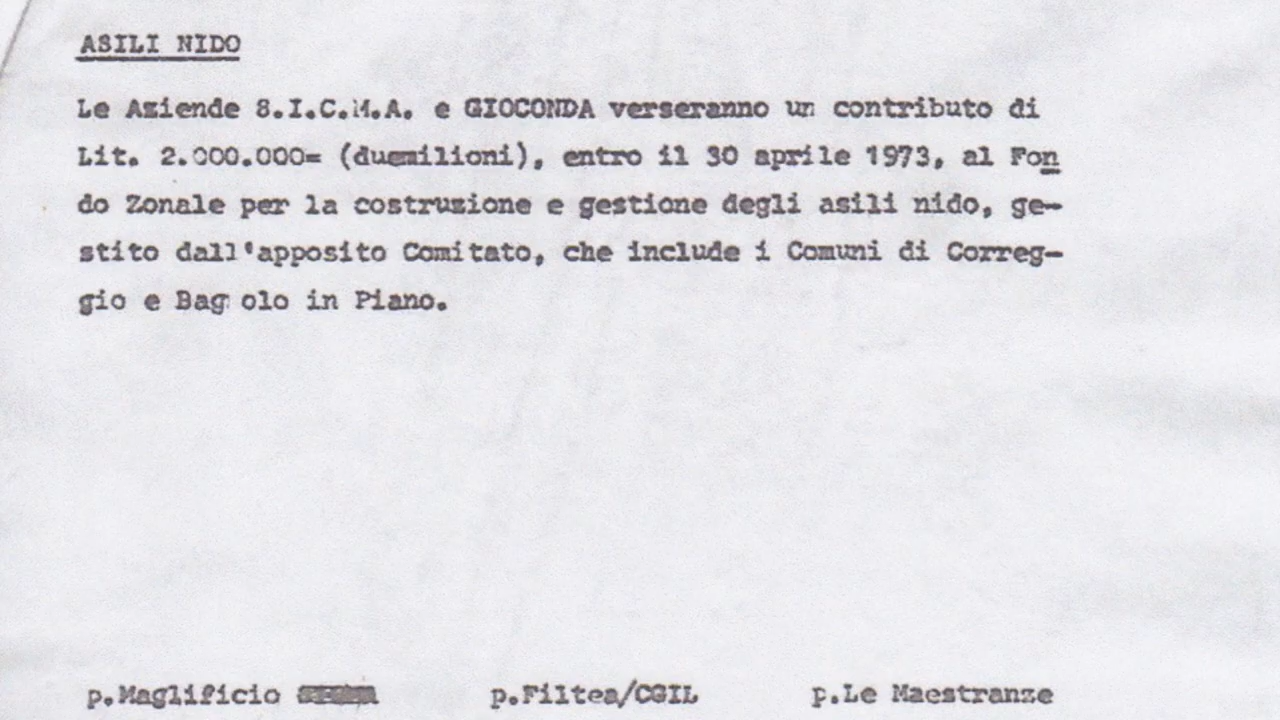 ASILI NIDO
Le Aziende S.I.C.M.A. e GIOCONDA verseranno un contributo di
Lit. 2.000.000= (duemilioni), entro il 30 aprile 1973, al Fon
do Zonale per la costruzione e gestione degli asili nido, ge-
stito dall'apposito Comitato, che include i Comuni di Correg-
gio e Bag olo in Piano.
p.Maglificio p.Filtea/CGIL p.Le Maestranze